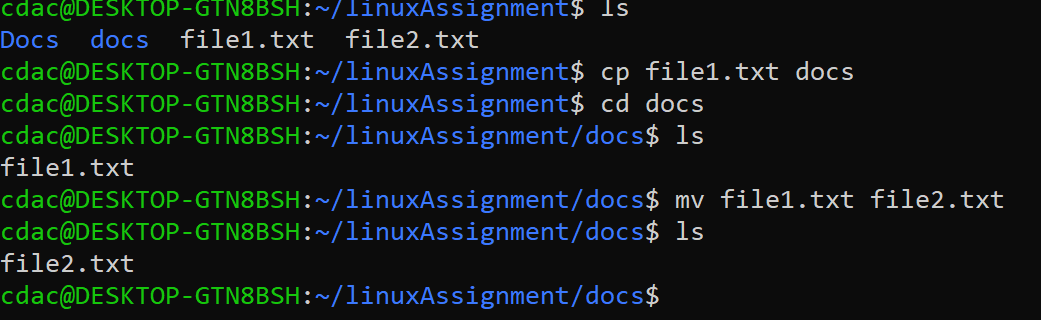 cdac@DESKTOP-GTN8BSH:~/linuxAssignment$ ls
Docs  docs  file1.txt  file2.txt
cdac@DESKTOP-GTN8BSH:~/linuxAssignment$ cp file1.txt docs
cdac@DESKTOP-GTN8BSH:~/linuxAssignment$ cd docs
cdac@DESKTOP-GTN8BSH:~/linuxAssignment/docs$ ls
file1.txt
cdac@DESKTOP-GTN8BSH:~/linuxAssignment/docs$ mv file1.txt file2.txt
cdac@DESKTOP-GTN8BSH:~/linuxAssignment/docs$ ls
file2.txt
cdac@DESKTOP-GTN8BSH:~/linuxAssignment/docs$